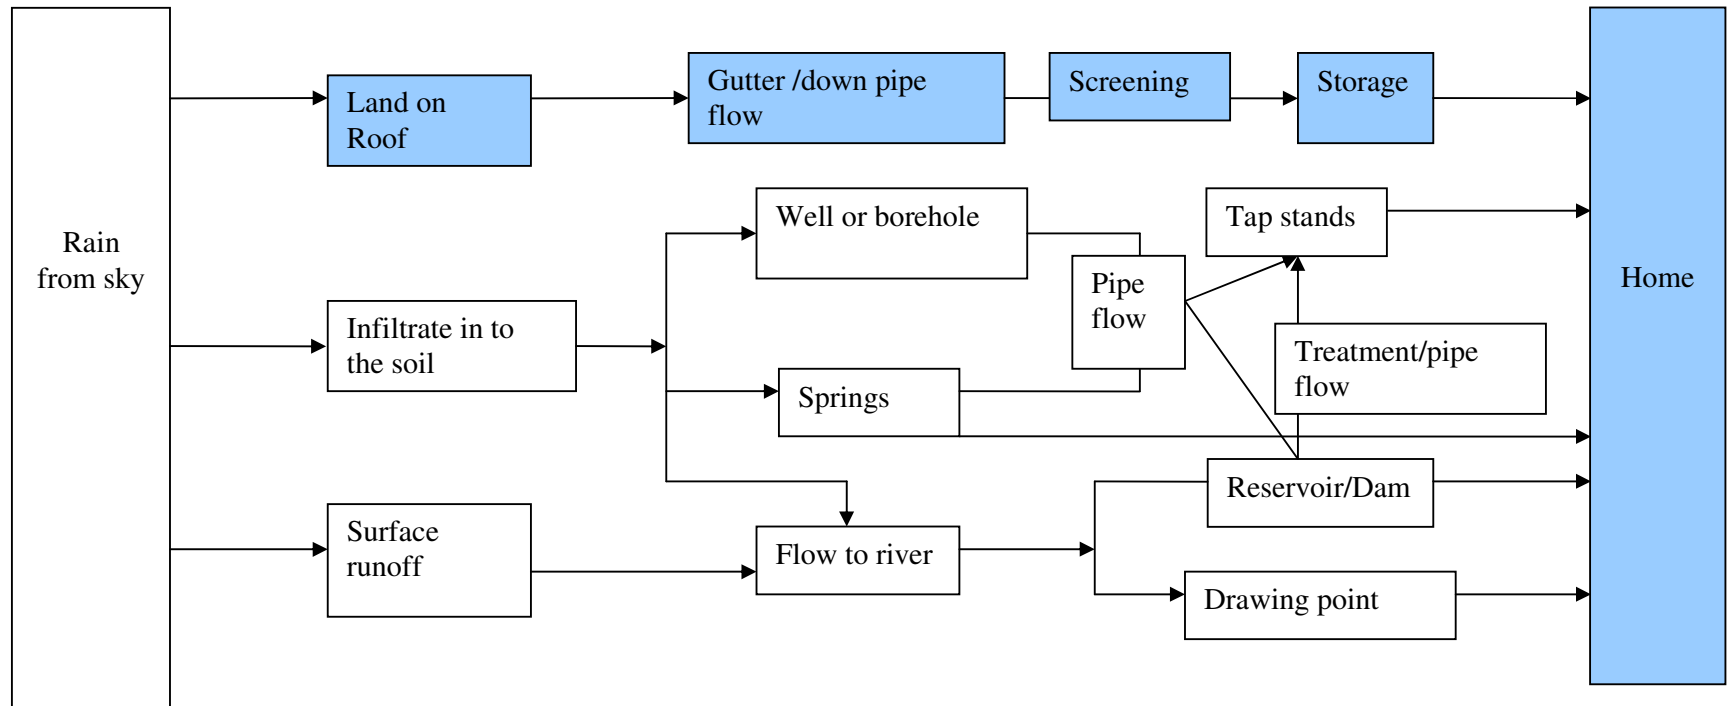 Rain
from sky
Land on
Roof
Gutter /down pipe
flow
Screening
Storage
Well or borehole
Tap stands
Pipe
flow
Home
Infiltrate in to
the soil
Treatment/pipe
flow
Springs
Reservoir/Dam
Surface
runoff
Flow to river
Drawing point